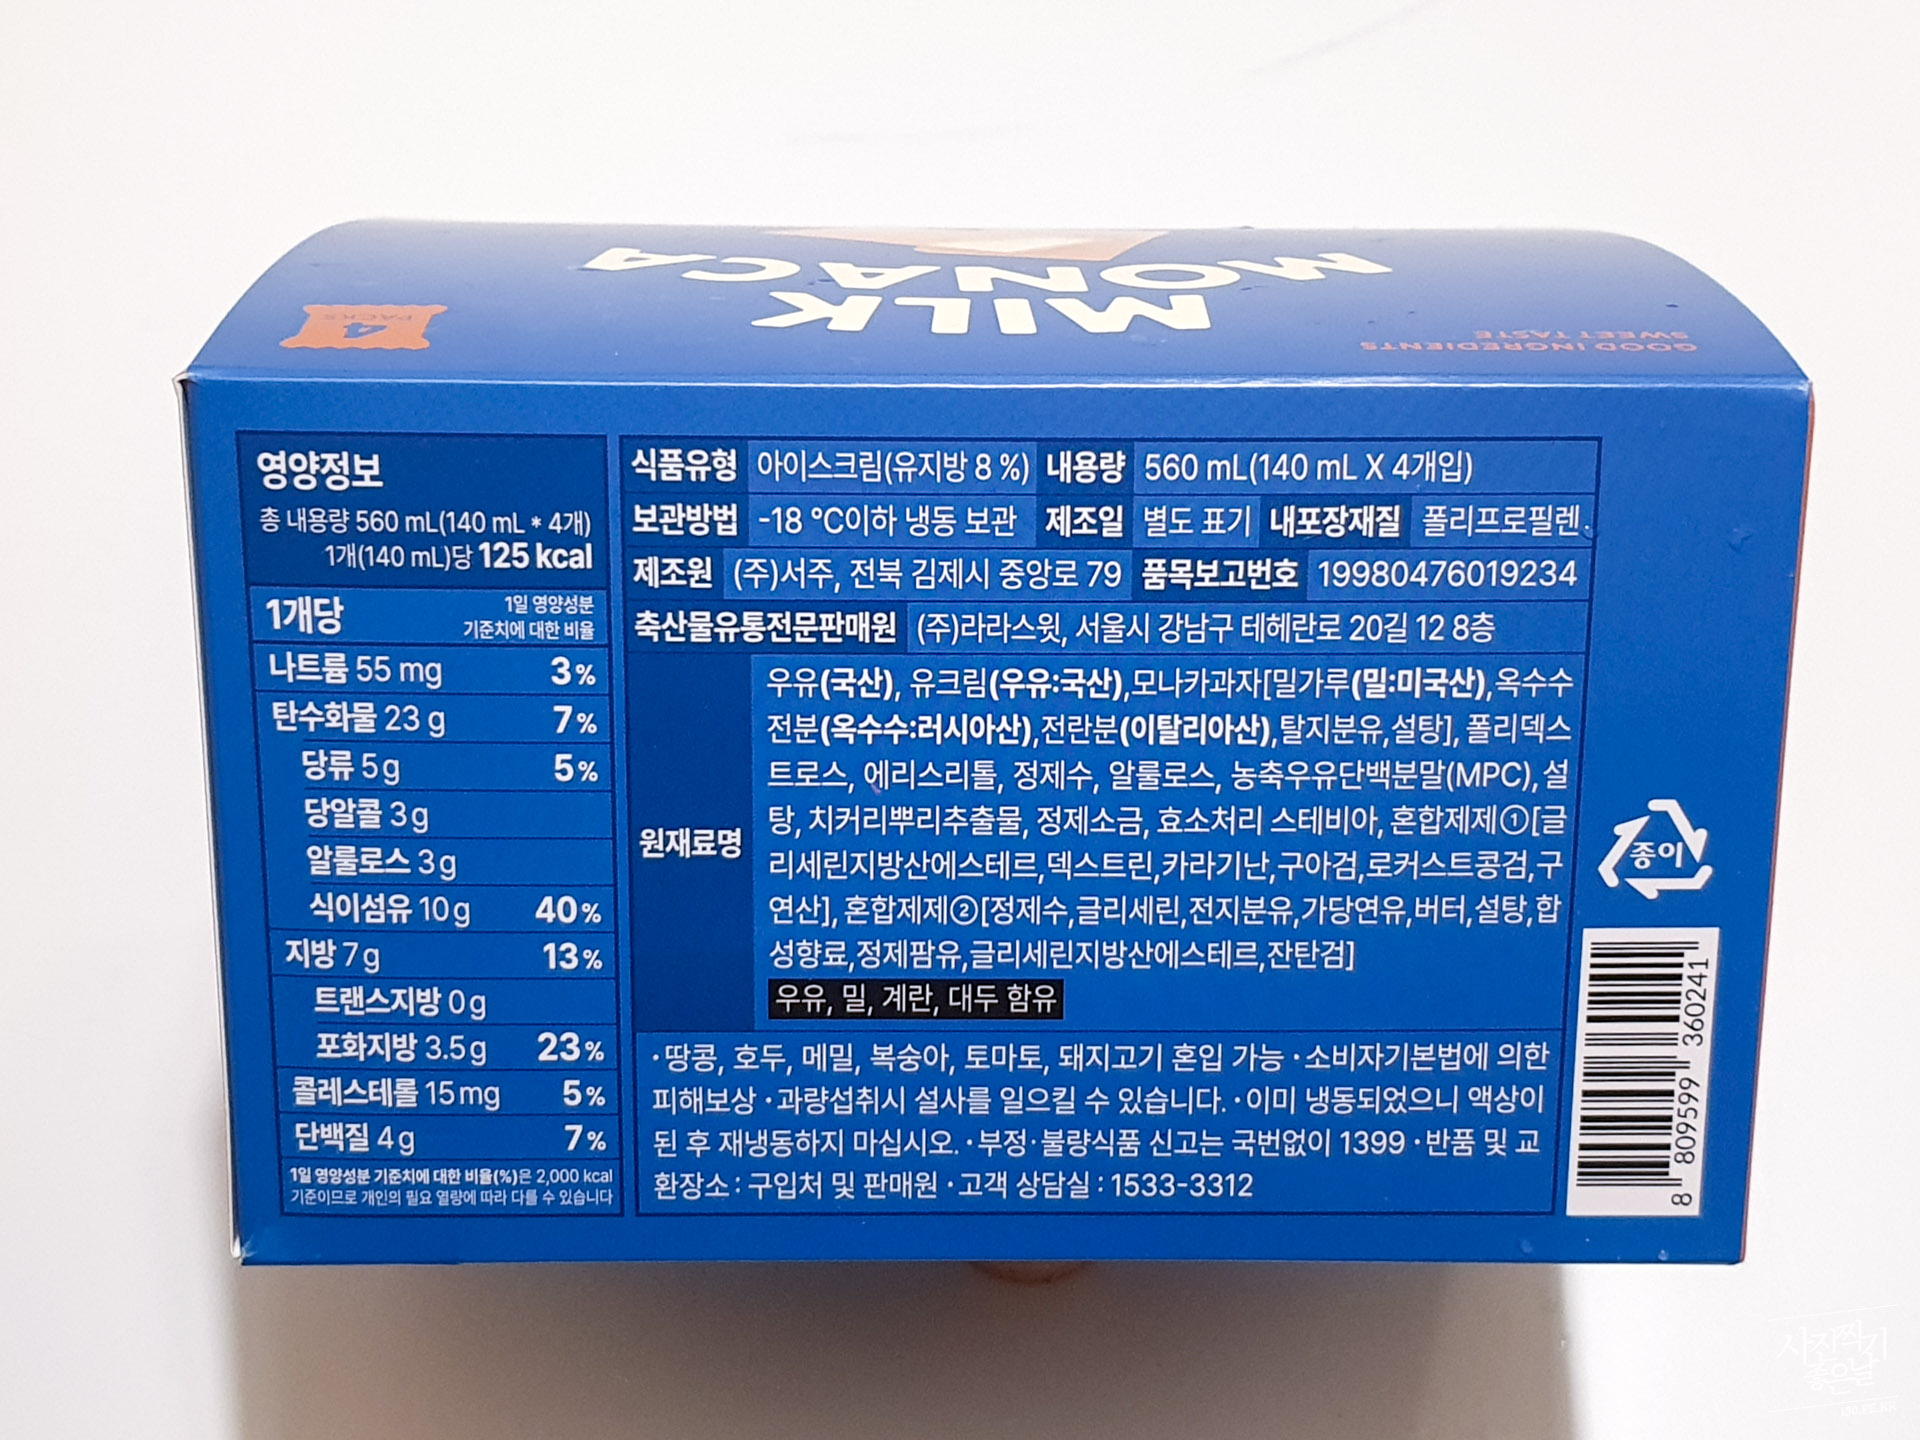 MILK
MONACA
4
PACKS
GOOD INGREDIENTS
SWEET TASTE
영양정보
총 내용량 560 mL(140 mL * 4개)
1개(140 mL)당 125 kcal
1개당 1일 영양성분
기준치에 대한 비율
나트륨 55 mg 3%
탄수화물 23 g 7%
당류 5g 5%
당알콜 3g
알룰로스 3g
식이섬유 10g 40%
지방 7g 13%
트랜스지방 0g
포화지방 3.5g 23%
콜레스테롤 15mg 5%
단백질 4g 7%
1일 영양성분 기준치에 대한 비율(%)은 2,000 kcal
기준이므로 개인의 필요 열량에 따라 다를 수 있습니다
식품유형 아이스크림(유지방 8 %) 내용량 560 mL(140 mL X 4개입)
보관방법 -18 ℃이하 냉동 보관 제조일 별도 표기 내포장재질 폴리프로필렌
제조원 (주)서주, 전북 김제시 중앙로 79 품목보고번호 19980476019234
축산물유통전문판매원 (주)라라스윗, 서울시 강남구 테헤란로 20길 12 8층
원재료명
우유(국산), 유크림(우유:국산),모나카과자[밀가루(밀:미국산),옥수수
전분(옥수수:러시아산),전란분(이탈리아산),탈지분유,설탕], 폴리덱스
트로스, 에리스리톨, 정제수, 알룰로스, 농축우유단백분말(MPC), 설
탕, 치커리뿌리추출물, 정제소금, 효소처리 스테비아, 혼합제제①[글
리세린지방산에스테르,덱스트린,카라기난,구아검,로커스트콩검,구
연산], 혼합제제②[정제수,글리세린,전지분유,가당연유,버터,설탕,합
성향료,정제팜유,글리세린지방산에스테르,잔탄검]
우유, 밀, 계란, 대두 함유
·땅콩, 호두, 메밀, 복숭아, 토마토, 돼지고기 혼입 가능 ·소비자기본법에 의한
피해보상 ·과량섭취시 설사를 일으킬 수 있습니다. ·이미 냉동되었으니 액상이
된 후 재냉동하지 마십시오. ·부정·불량식품 신고는 국번없이 1399 ·반품 및 교
환장소 : 구입처 및 판매원 ·고객 상담실 : 1533-3312
종이
8 809599 360241
사진찍기
좋은날
100.PE.KR